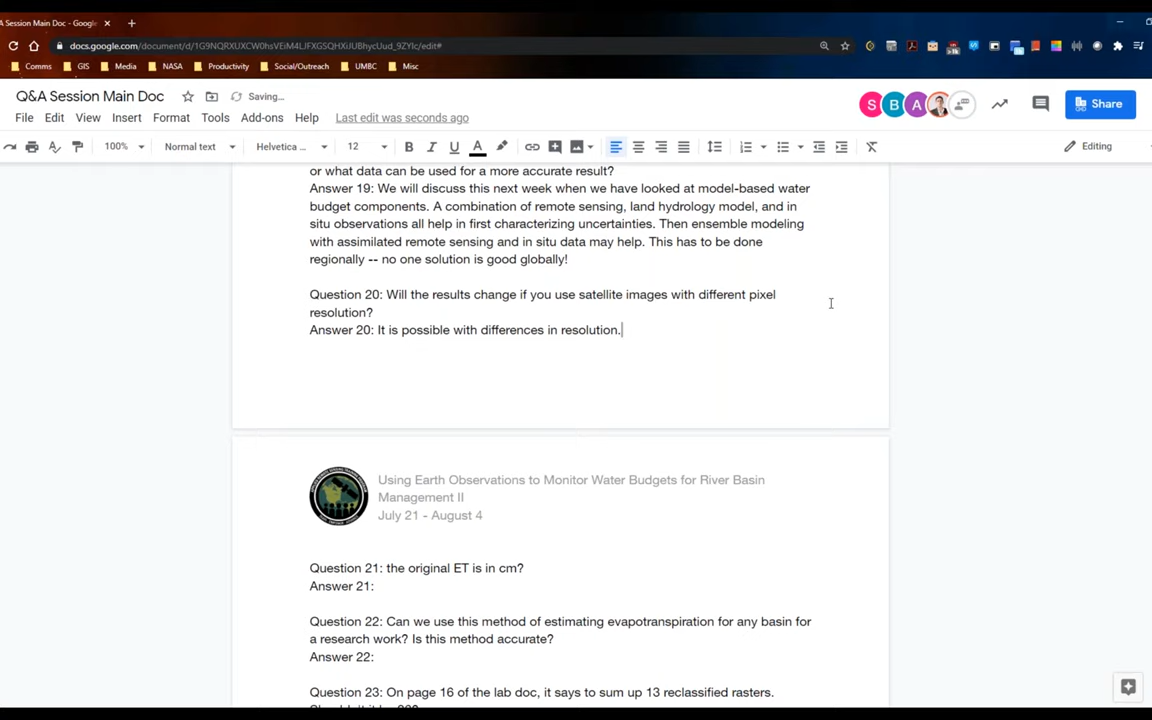 A Session Main Doc - Google
docs.google.com/document/d/1G9NQRXUXCW0hsVEiM4LJFXG5QHXiJUBhycUud_9ZYlc/edit#
Comms GIS Media NASA Productivity Social/Outreach UMBC Misc
Q&A Session Main Doc Saving...
S B A Share
File Edit View Insert Format Tools Add-ons Help Last edit was seconds ago
100% Normal text Helvetica ... 12 B I U A Editing
or what data can be used for a more accurate result?
Answer 19: We will discuss this next week when we have looked at model-based water
budget components. A combination of remote sensing, land hydrology model, and in
situ observations all help in first characterizing uncertainties. Then ensemble modeling
with assimilated remote sensing and in situ data may help. This has to be done
regionally -- no one solution is good globally!
Question 20: Will the results change if you use satellite images with different pixel
resolution?
Answer 20: It is possible with differences in resolution.
Using Earth Observations to Monitor Water Budgets for River Basin
Management II
July 21 - August 4
Question 21: the original ET is in cm?
Answer 21:
Question 22: Can we use this method of estimating evapotranspiration for any basin for
a research work? Is this method accurate?
Answer 22:
Question 23: On page 16 of the lab doc, it says to sum up 13 reclassified rasters.